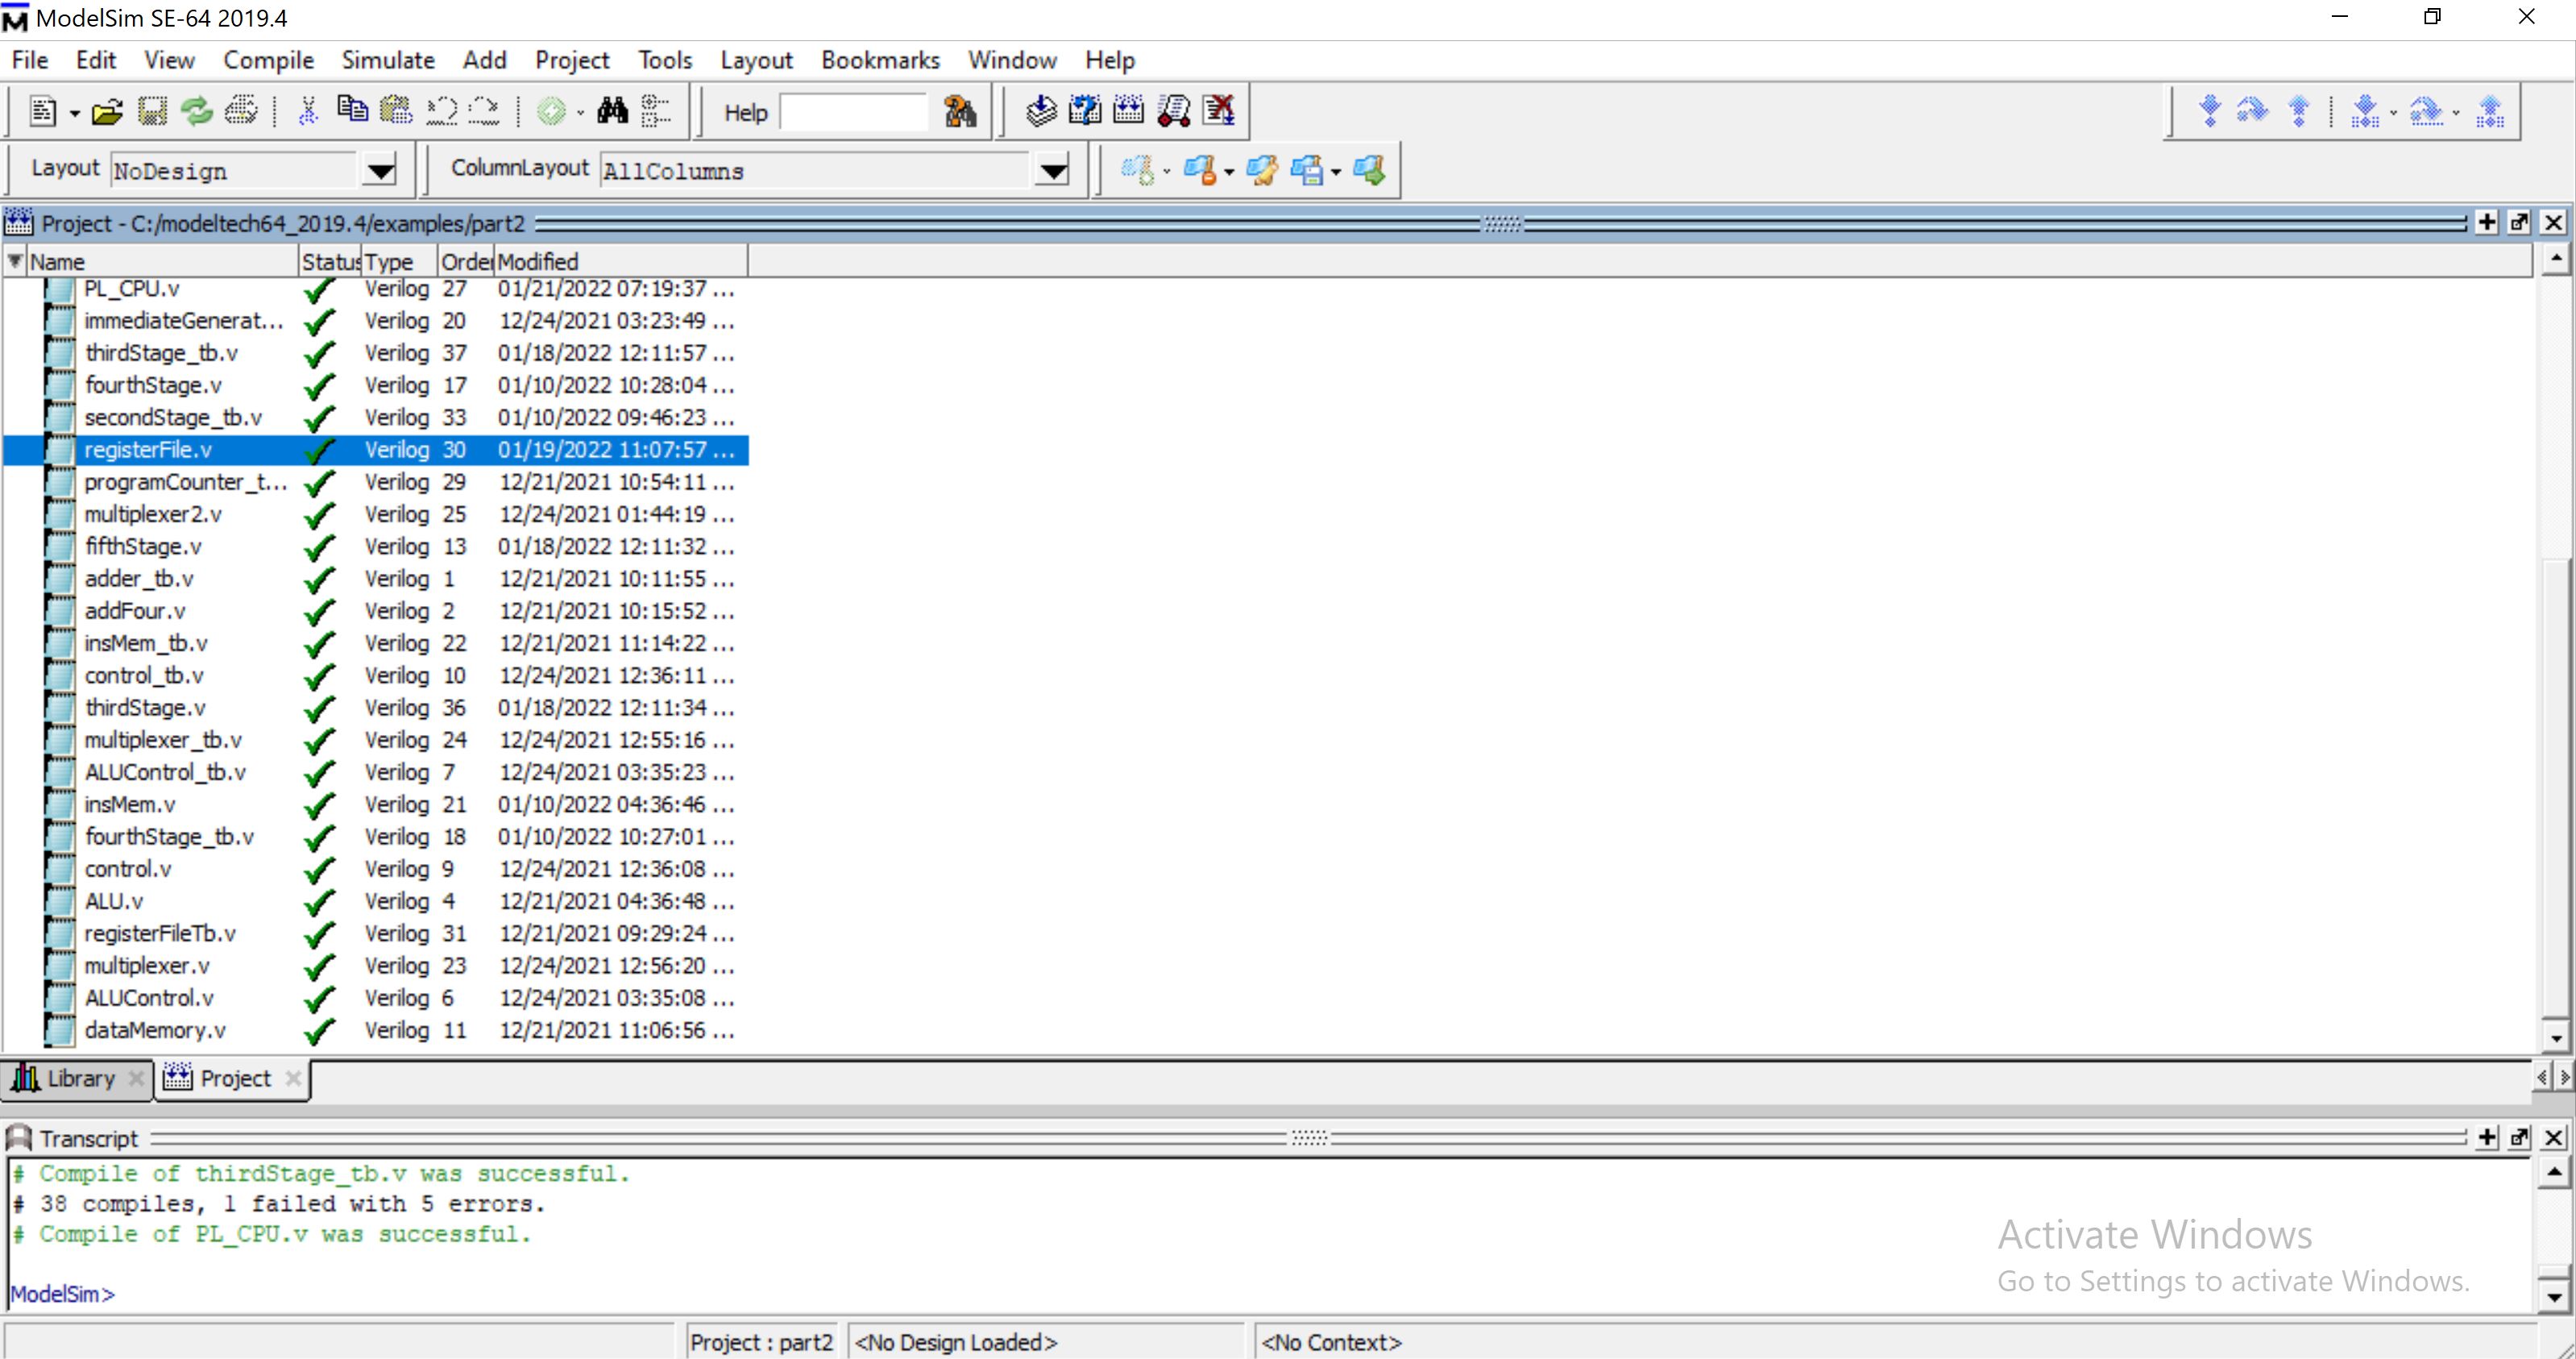 ModelSim SE-64 2019.4
File Edit View Compile Simulate Add Project Tools Layout Bookmarks Window Help
Help
Layout NoDesign ColumnLayout AllColumns
Project - C:/modeltech64_2019.4/examples/part2
Name Status Type Order Modified
PL_CPU.v Verilog 27 01/21/2022 07:19:37 ...
immediateGenerat... Verilog 20 12/24/2021 03:23:49 ...
thirdStage_tb.v Verilog 37 01/18/2022 12:11:57 ...
fourthStage.v Verilog 17 01/10/2022 10:28:04 ...
secondStage_tb.v Verilog 33 01/10/2022 09:46:23 ...
registerFile.v Verilog 30 01/19/2022 11:07:57 ...
programCounter_t... Verilog 29 12/21/2021 10:54:11 ...
multiplexer2.v Verilog 25 12/24/2021 01:44:19 ...
fifthStage.v Verilog 13 01/18/2022 12:11:32 ...
adder_tb.v Verilog 1 12/21/2021 10:11:55 ...
addFour.v Verilog 2 12/21/2021 10:15:52 ...
insMem_tb.v Verilog 22 12/21/2021 11:14:22 ...
control_tb.v Verilog 10 12/24/2021 12:36:11 ...
thirdStage.v Verilog 36 01/18/2022 12:11:34 ...
multiplexer_tb.v Verilog 24 12/24/2021 12:55:16 ...
ALUControl_tb.v Verilog 7 12/24/2021 03:35:23 ...
insMem.v Verilog 21 01/10/2022 04:36:46 ...
fourthStage_tb.v Verilog 18 01/10/2022 10:27:01 ...
control.v Verilog 9 12/24/2021 12:36:08 ...
ALU.v Verilog 4 12/21/2021 04:36:48 ...
registerFileTb.v Verilog 31 12/21/2021 09:29:24 ...
multiplexer.v Verilog 23 12/24/2021 12:56:20 ...
ALUControl.v Verilog 6 12/24/2021 03:35:08 ...
dataMemory.v Verilog 11 12/21/2021 11:06:56 ...
Library Project
Transcript
# Compile of thirdStage_tb.v was successful.
# 38 compiles, 1 failed with 5 errors.
# Compile of PL_CPU.v was successful.
ModelSim>
Activate Windows
Go to Settings to activate Windows.
Project : part2 <No Design Loaded> <No Context>